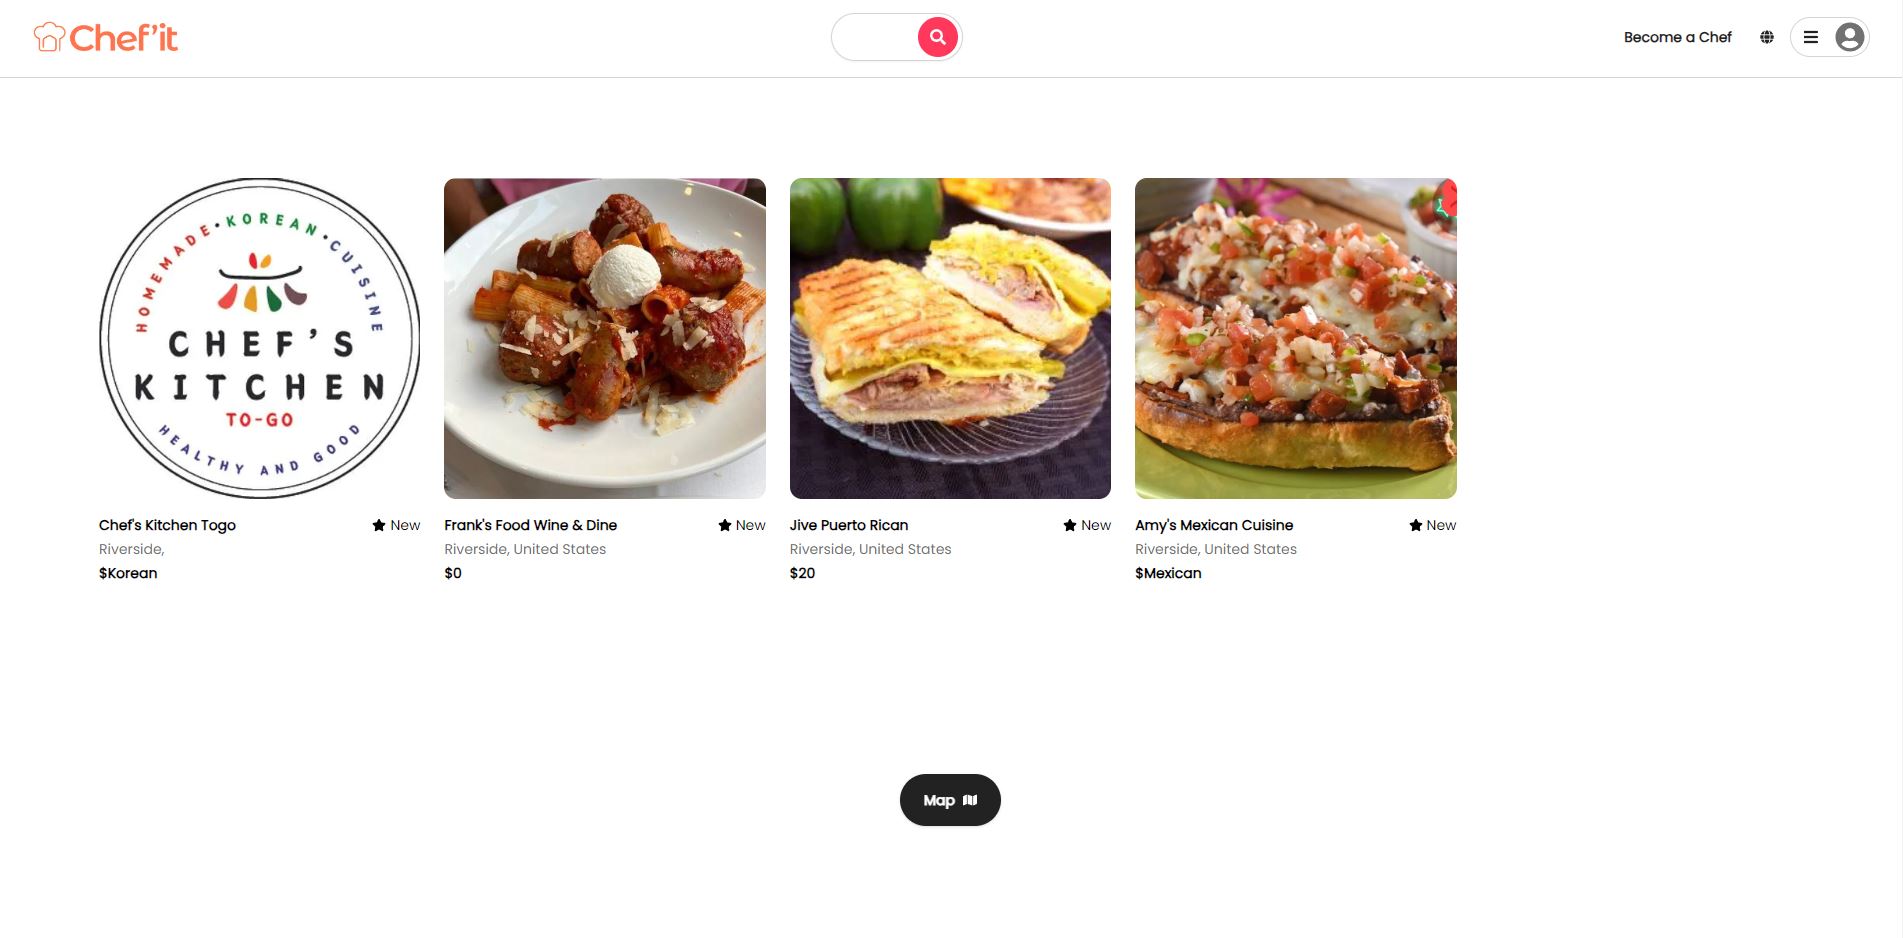 Chef'it
Become a Chef
HOMEMADE · KOREAN · CUISINE
CHEF'S
KITCHEN
TO-GO
HEALTHY AND GOOD
Chef's Kitchen Togo
New
Riverside,
$Korean
Frank's Food Wine & Dine
New
Riverside, United States
$0
Jive Puerto Rican
New
Riverside, United States
$20
Amy's Mexican Cuisine
New
Riverside, United States
$Mexican
Map